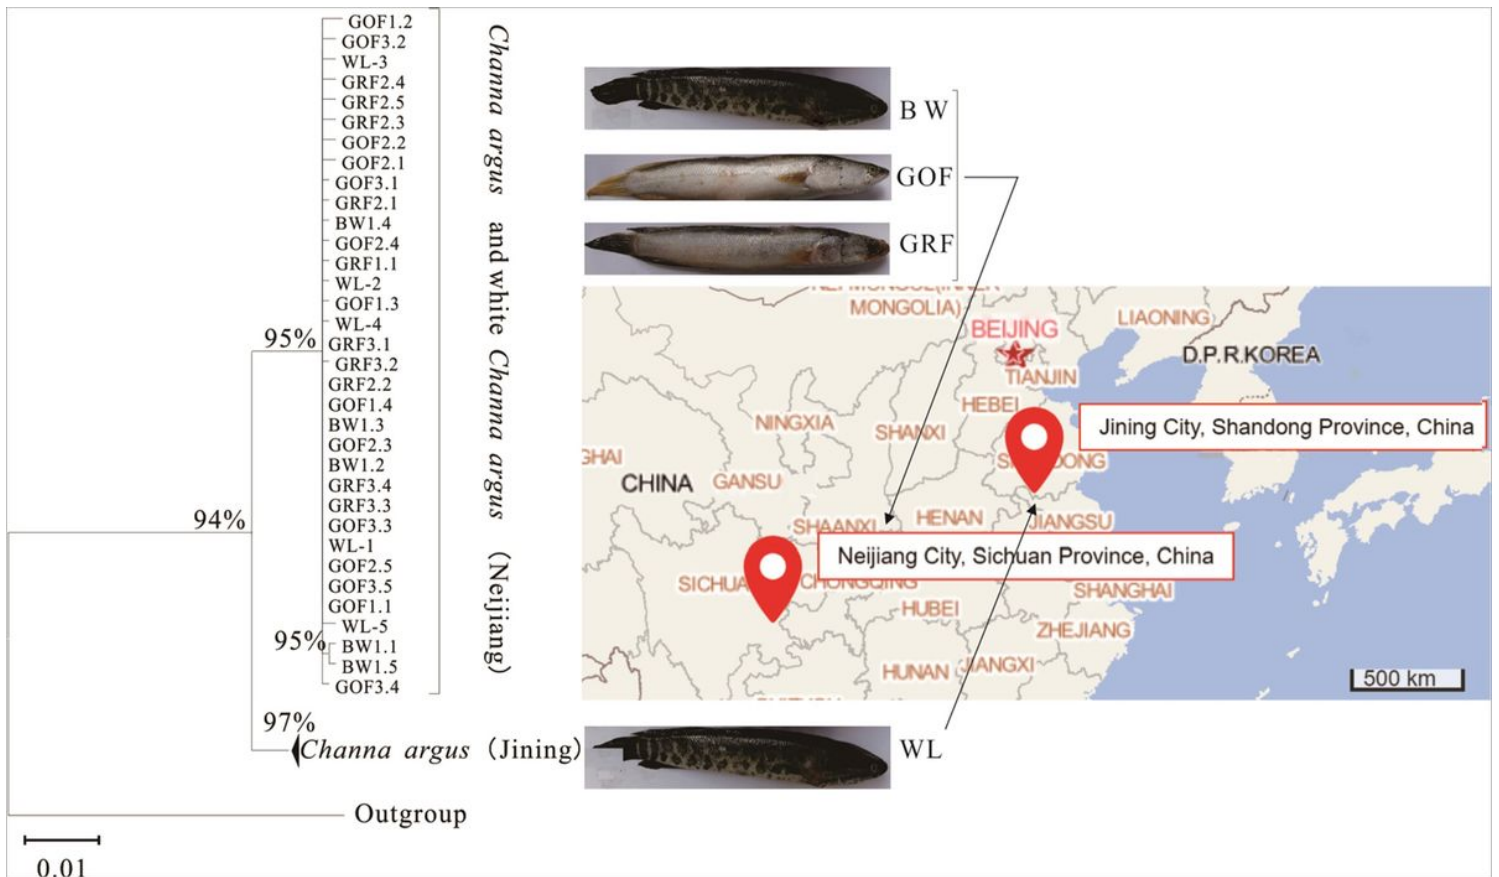 GOF1.2
GOF3.2
WL-3
GRF2.4
GRF2.5
GRF2.3
GOF2.2
GOF2.1
GOF3.1
GRF2.1
BW1.4
GOF2.4
GRF1.1
WL-2
GOF1.3
WL-4
GRF3.1
GRF3.2
GRF2.2
GOF1.4
BW1.3
GOF2.3
BW1.2
GRF3.4
GRF3.3
GOF3.3
WL-1
GOF2.5
GOF3.5
GOF1.1
WL-5
BW1.1
BW1.5
GOF3.4
95%
94%
95%
97%
Channa argus and white Channa argus (Neijiang)
Channa argus (Jining)
Outgroup
0.01
BW
GOF
GRF
WL
MONGOLIA)
LIAONING
BEIJING
D.P.R.KOREA
TIANJIN
HEBEI
NINGXIA
SHANXI
Jining City, Shandong Province, China
CHINA
GANSU
SHAANXI
HENAN
JIANGSU
Neijiang City, Sichuan Province, China
SICHUA
CHONGQING
SHANGHAI
HUBEI
ZHEJIANG
HUNAN
JIANGXI
500 km